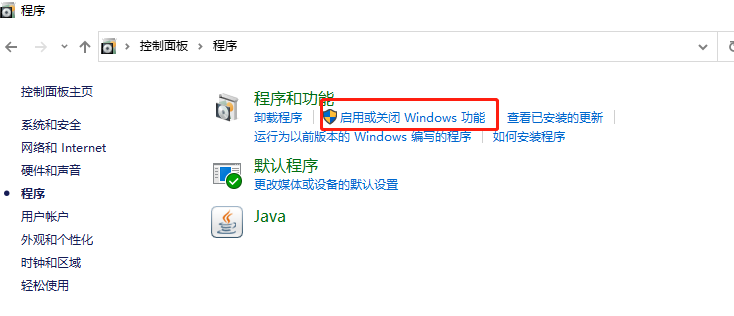 程序
控制面板 程序
控制面板主页
系统和安全
网络和 Internet
硬件和声音
程序
用户帐户
外观和个性化
时钟和区域
轻松使用
程序和功能
卸载程序 启用或关闭 Windows 功能 查看已安装的更新
运行为以前版本的 Windows 编写的程序 如何安装程序
默认程序
更改媒体或设备的默认设置
Java